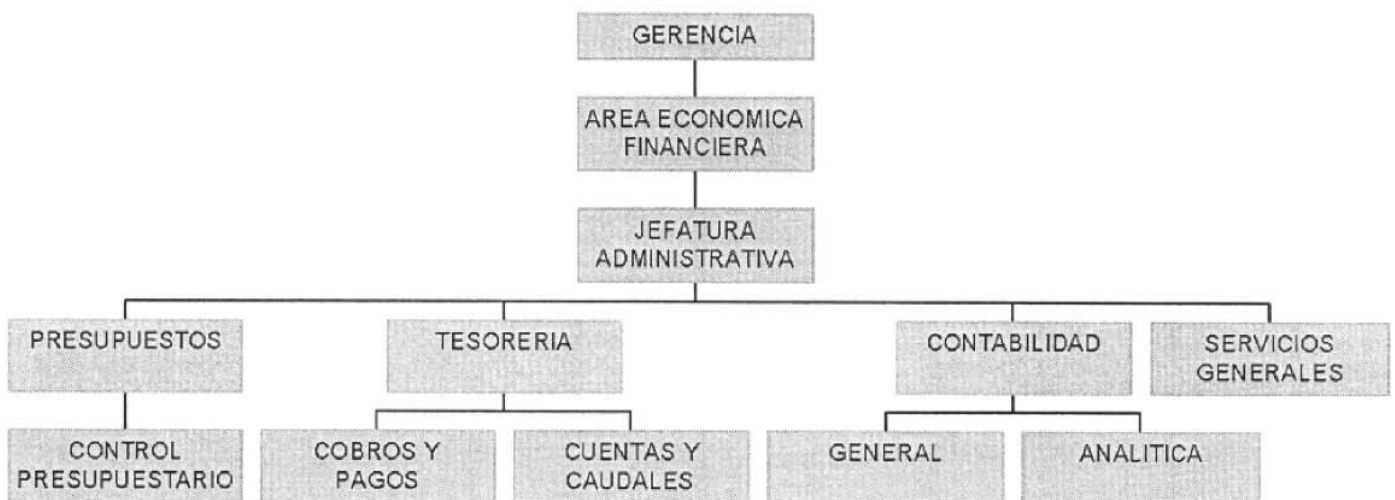 GERENCIA
AREA ECONOMICA
FINANCIERA
JEFATURA
ADMINISTRATIVA
PRESUPUESTOS
TESORERIA
CONTABILIDAD
SERVICIOS
GENERALES
CONTROL
PRESUPUESTARIO
COBROS Y
PAGOS
CUENTAS Y
CAUDALES
GENERAL
ANALITICA